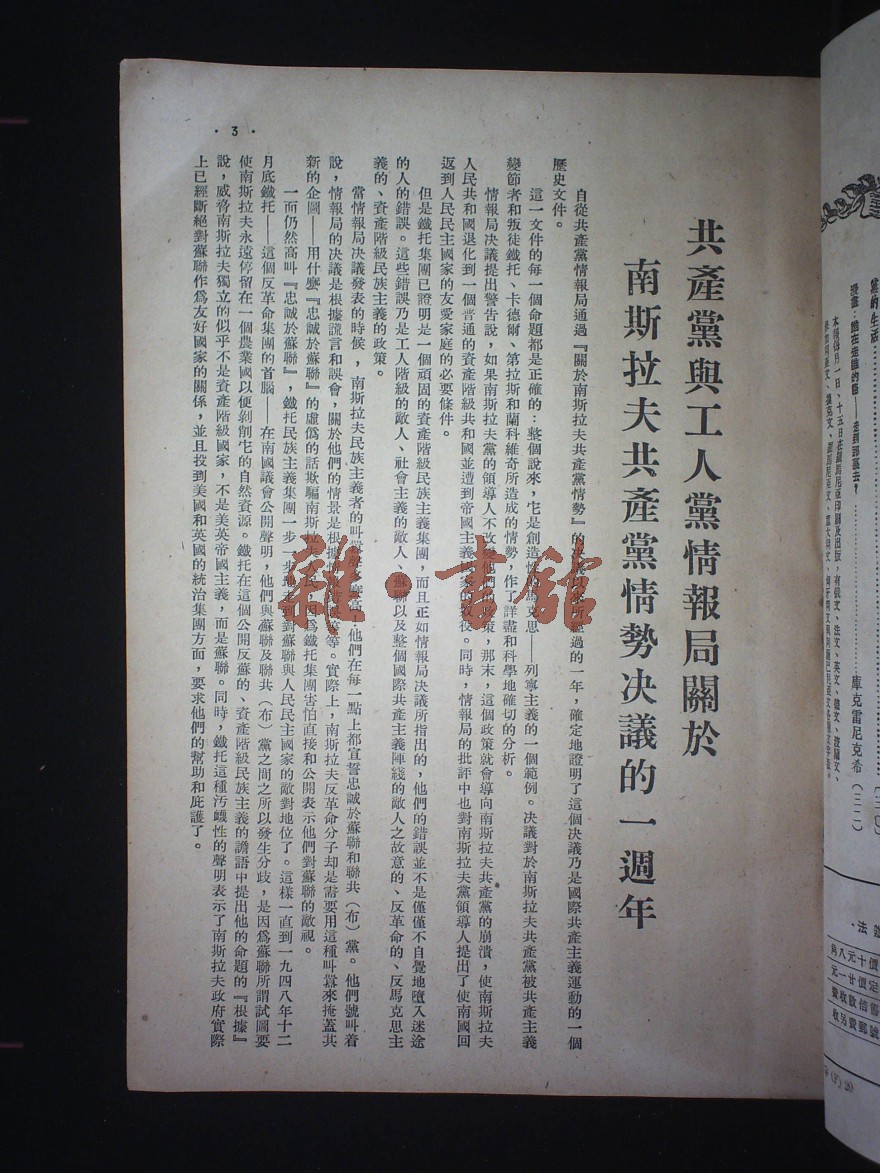 共產黨與工人黨情報局關於
南斯拉夫共產黨情勢決議的一週年
自從共產黨情報局通過『關於南斯拉夫共產黨情勢』的決議以來所經過的一年,確定地證明了這個決議乃是國際共產主義運動的一個
歷史文件。
這一文件的每一個命題都是正確的:整個說來,它是創造性的馬克思——列寧主義的一個範例。決議對於南斯拉夫共產黨被共產主義
變節者和叛徒鐵托、卡德爾、第拉斯和蘭科維奇所造成的情勢,作了詳盡和科學地確切的分析。
情報局決議提出警告說,如果南斯拉夫黨的領導人不改變他們的政策,那末,這個政策就會導向南斯拉夫共產黨的崩潰,使南斯拉夫
人民共和國退化到一個普通的資產階級共和國並遭到帝國主義國家的奴役。同時,情報局的批評中也對南斯拉夫黨領導人提出了使南國回
返到人民民主國家的友愛家庭的必要條件。
但是鐵托集團已證明是一個頑固的資產階級民族主義集團,而且正如情報局決議所指出的,他們的錯誤並不是僅僅不自覺地墮入迷途
的人的錯誤。這些錯誤乃是工人階級的敵人、社會主義的敵人、蘇聯以及整個國際共產主義陣綫的敵人之故意的、反革命的、反馬克思主
義的、資產階級民族主義的政策。
當情報局決議發表的時候,南斯拉夫民族主義者的叫囂聲多麼高,他們在每一點上都宣誓忠誠於蘇聯和聯共(布)黨。他們號叫着
說,情報局的決議是根據謊言和誤會,關於他們的情景是根據情報錯誤等等。實際上,南斯拉夫反革命分子却是需要用這種叫囂來掩蓋其
新的企圖——用什麼『忠誠於蘇聯』的虛僞的話欺騙南斯拉夫人民,因爲鐵托集團害怕直接和公開表示他們對蘇聯的敵視。
一面仍然高叫『忠誠於蘇聯』,鐵托民族主義集團一步一步地走到對蘇聯與人民民主國家的敵對地位了。這樣一直到一九四八年十二
月底鐵托——這個反革命集團的首腦——在南國議會公開聲明,他們與蘇聯及聯共(布)黨之間之所以發生分歧,是因爲蘇聯所謂試圖要
使南斯拉夫永遠停留在一個農業國以便剝削它的自然資源。鐵托在這個公開反蘇的、資產階級民族主義的讕語中提出他的命題的『根據』
說,威脅南斯拉夫獨立的似乎不是資產階級國家,不是美英帝國主義,而是蘇聯。同時,鐵托這種汚衊性的聲明表示了南斯拉夫政府實際
上已經斷絕對蘇聯作爲友好國家的關係,並且投到美國和英國的統治集團方面,要求他們的幫助和庇護了。
· 3 ·
雜·書館
黨的生活
庫克雷尼克希(三二)